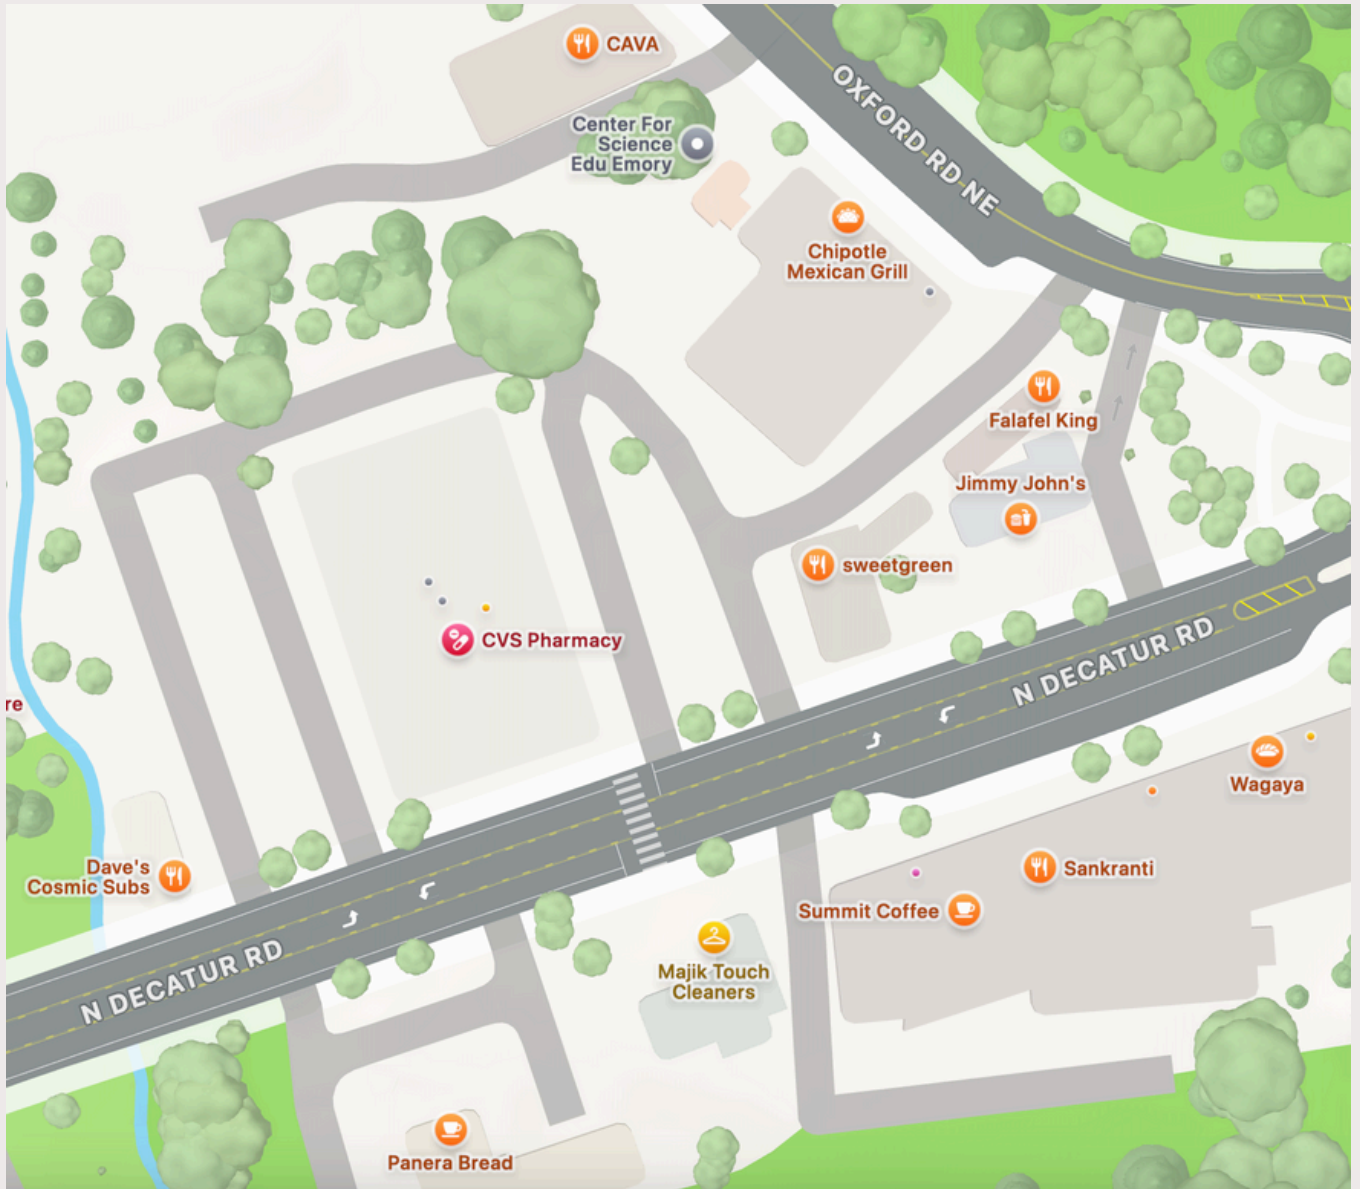 CAVA
Center For
Science
Edu Emory
OXFORD RD NE
Chipotle
Mexican Grill
Falafel King
Jimmy John's
sweetgreen
CVS Pharmacy
N DECATUR RD
re
Wagaya
Dave's
Cosmic Subs
Sankranti
Summit Coffee
Majik Touch
Cleaners
N DECATUR RD
Panera Bread